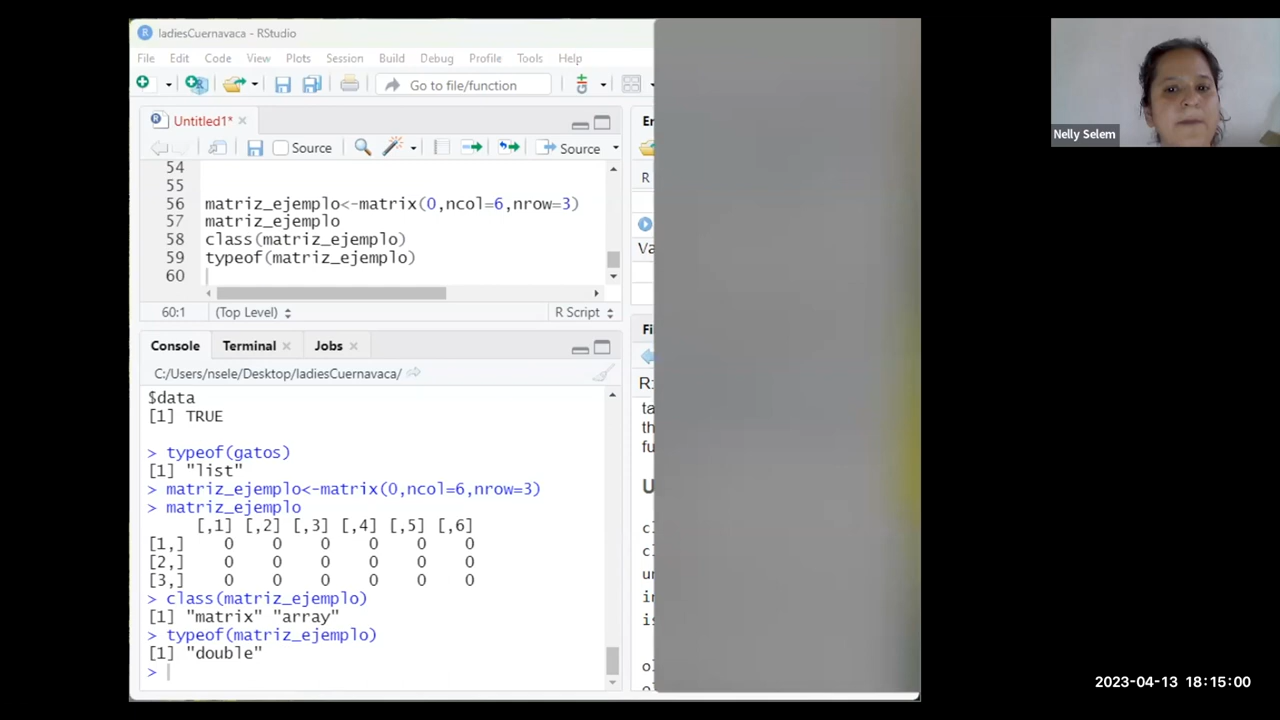 ladiesCuernavaca - RStudio
File Edit Code View Plots Session Build Debug Profile Tools Help
Go to file/function
Untitled1*
Source
Source
54
55
56 matriz_ejemplo<-matrix(0,ncol=6,nrow=3)
57 matriz_ejemplo
58 class(matriz_ejemplo)
59 typeof(matriz_ejemplo)
60
60:1 (Top Level) R Script
Console Terminal Jobs
C:/Users/nsele/Desktop/ladiesCuernavaca/
$data
[1] TRUE
> typeof(gatos)
[1] "list"
> matriz_ejemplo<-matrix(0,ncol=6,nrow=3)
> matriz_ejemplo
[,1] [,2] [,3] [,4] [,5] [,6]
[1,] 0 0 0 0 0 0
[2,] 0 0 0 0 0 0
[3,] 0 0 0 0 0 0
> class(matriz_ejemplo)
[1] "matrix" "array"
> typeof(matriz_ejemplo)
[1] "double"
>
R
Va
R:
ta
th
fu
Nelly Selem
2023-04-13 18:15:00